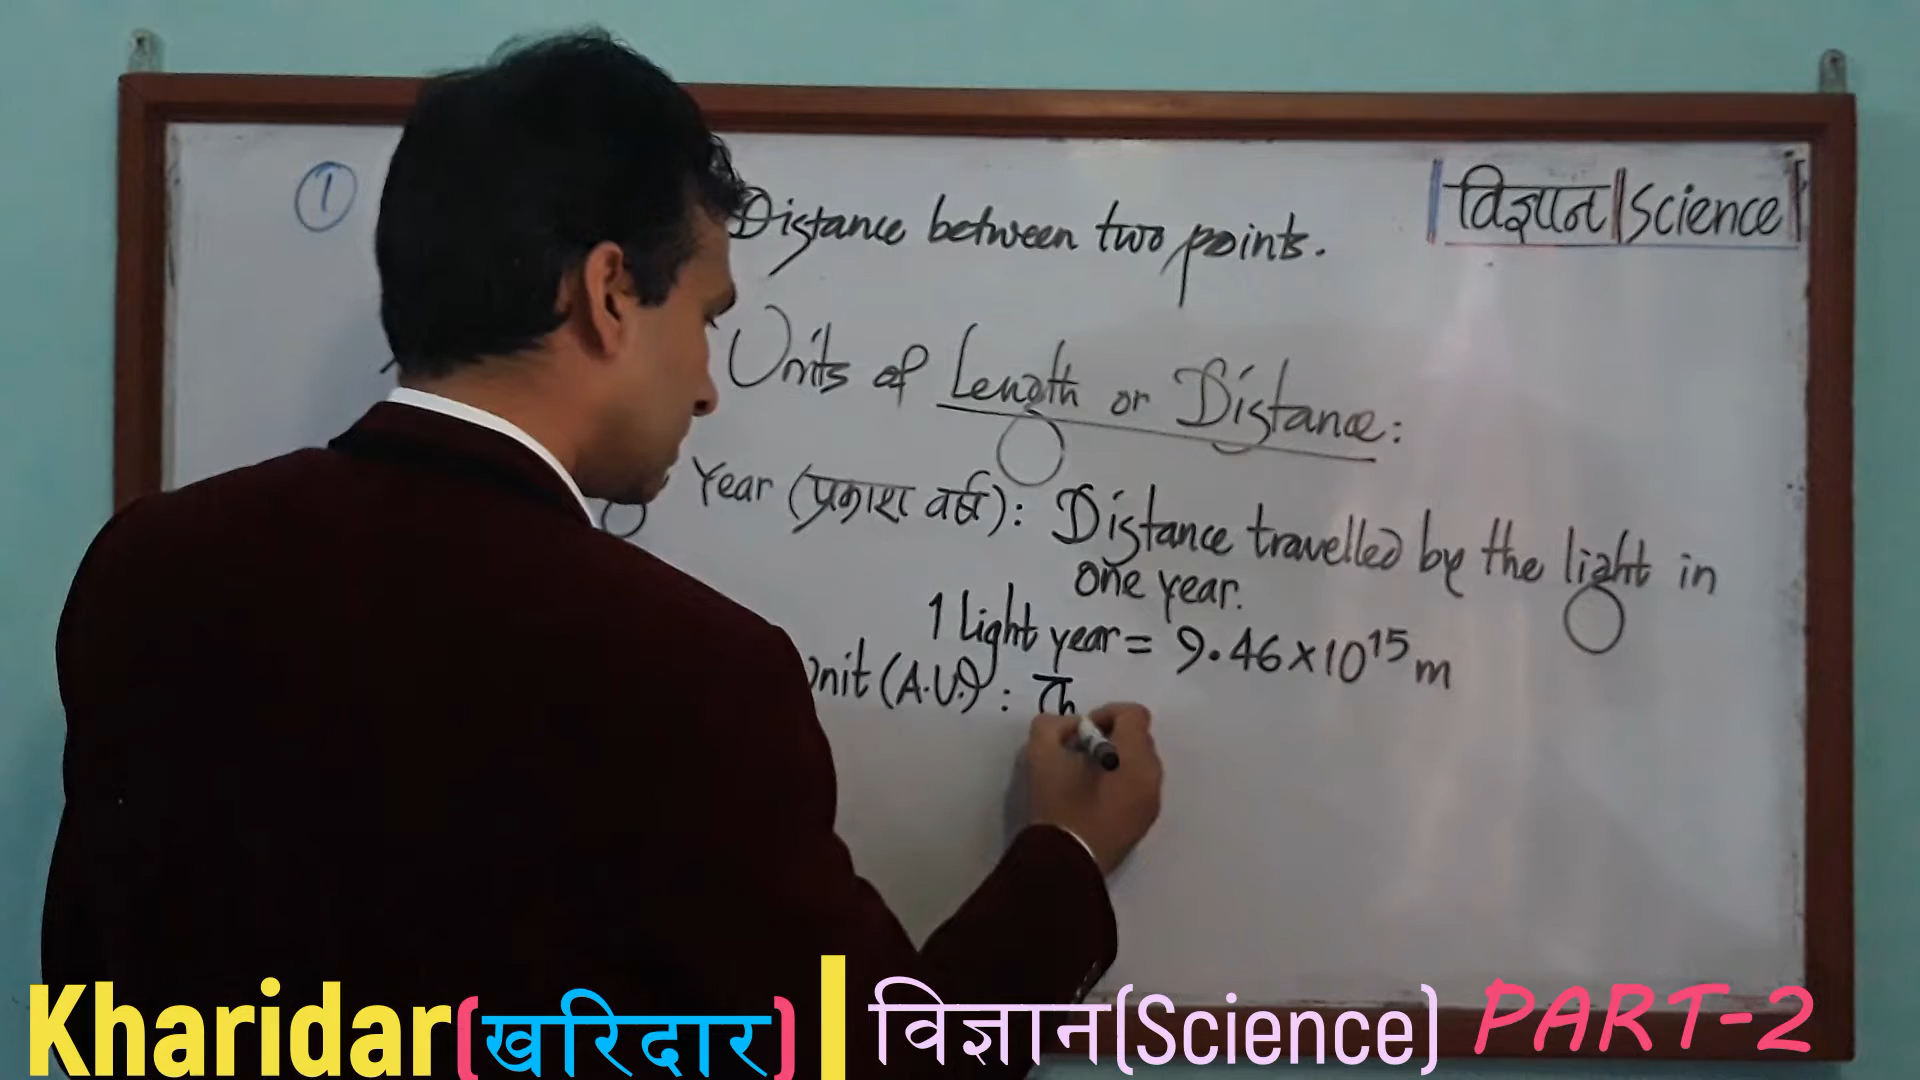 ①
Distance between two points.
विज्ञान|Science
Units of Length or Distance:
Year (प्रकाश वर्ष): Distance travelled by the light in
one year.
1 light year = 9.46×10¹⁵ m
Unit (A.U.): Th
Kharidar(खरिदार) | विज्ञान(Science) PART-2